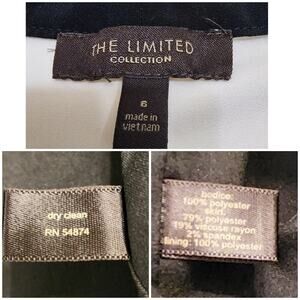 THE LIMITED
COLLECTION
6
made in
vietnam
dry clean
RN 54874
bodice:
100% polyester
skirt:
79% polyester
19% viscose rayon
2% spandex
lining: 100% polyester